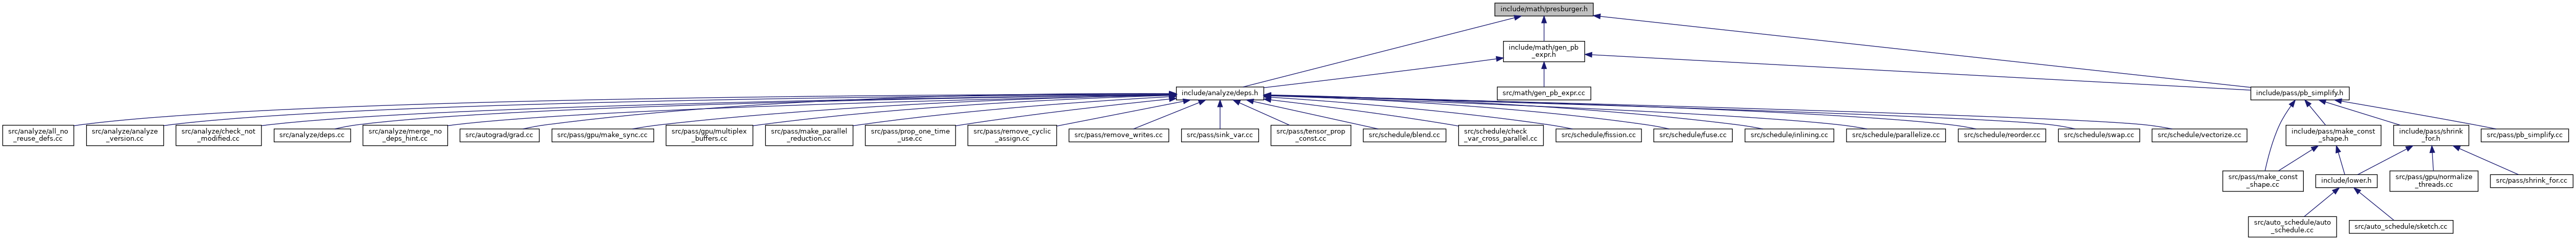 include/math/presburger.h
include/math/gen_pb
_expr.h
include/analyze/deps.h
src/math/gen_pb_expr.cc
include/pass/pb_simplify.h
src/analyze/all_no
_reuse_defs.cc
src/analyze/analyze
_version.cc
src/analyze/check_not
_modified.cc
src/analyze/deps.cc
src/analyze/merge_no
_deps_hint.cc
src/autograd/grad.cc
src/pass/gpu/make_sync.cc
src/pass/gpu/multiplex
_buffers.cc
src/pass/make_parallel
_reduction.cc
src/pass/prop_one_time
_use.cc
src/pass/remove_cyclic
_assign.cc
src/pass/remove_writes.cc
src/pass/sink_var.cc
src/pass/tensor_prop
_const.cc
src/schedule/blend.cc
src/schedule/check
_var_cross_parallel.cc
src/schedule/fission.cc
src/schedule/fuse.cc
src/schedule/inlining.cc
src/schedule/parallelize.cc
src/schedule/reorder.cc
src/schedule/swap.cc
src/schedule/vectorize.cc
include/pass/make_const
_shape.h
include/pass/shrink
_for.h
src/pass/pb_simplify.cc
src/pass/make_const
_shape.cc
include/lower.h
src/pass/gpu/normalize
_threads.cc
src/pass/shrink_for.cc
src/auto_schedule/auto
_schedule.cc
src/auto_schedule/sketch.cc